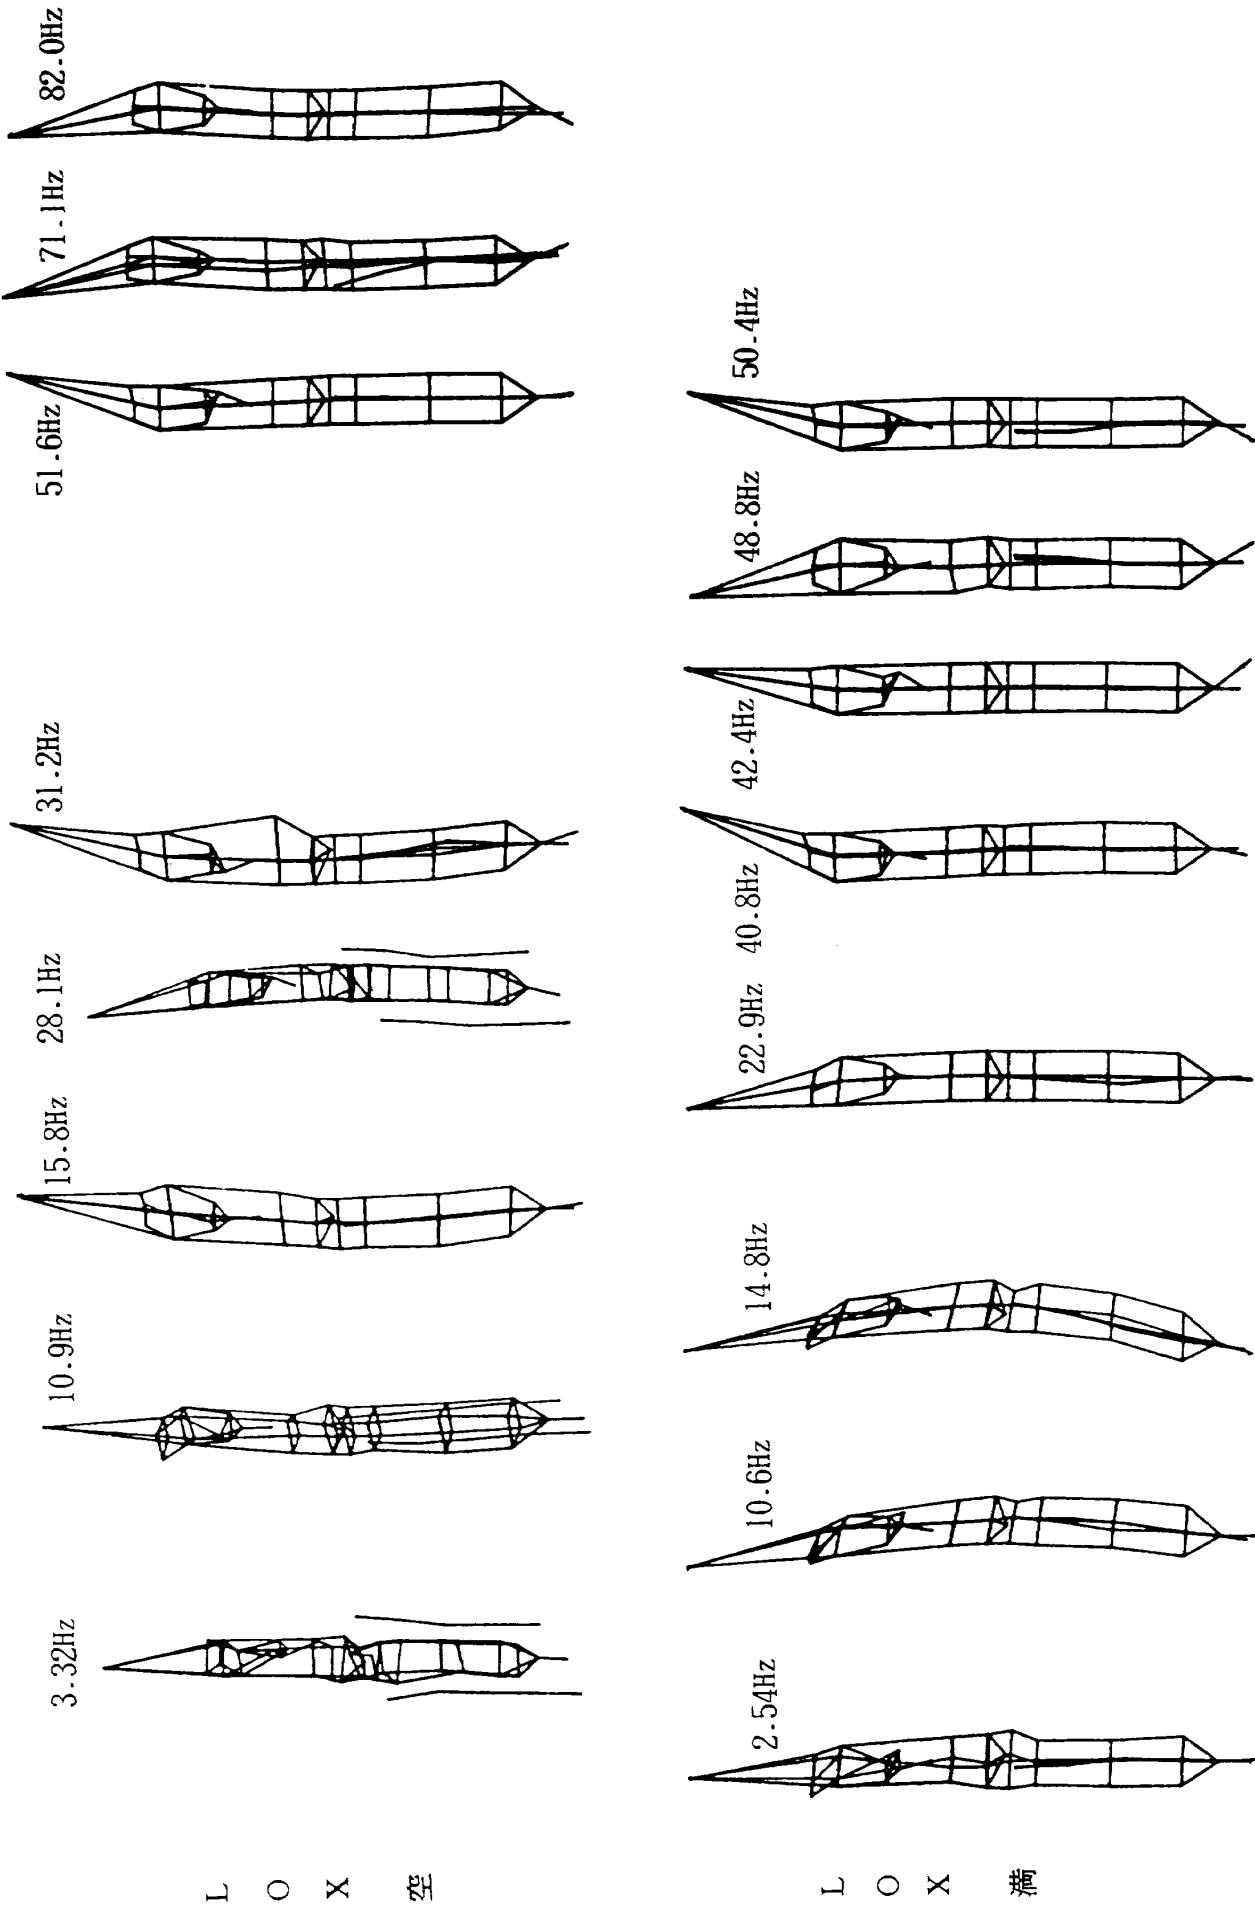 LOX 空
3.32Hz
10.9Hz
15.8Hz
28.1Hz
31.2Hz
51.6Hz
71.1Hz
82.0Hz
LOX 満
2.54Hz
10.6Hz
14.8Hz
22.9Hz
40.8Hz
42.4Hz
48.8Hz
50.4Hz